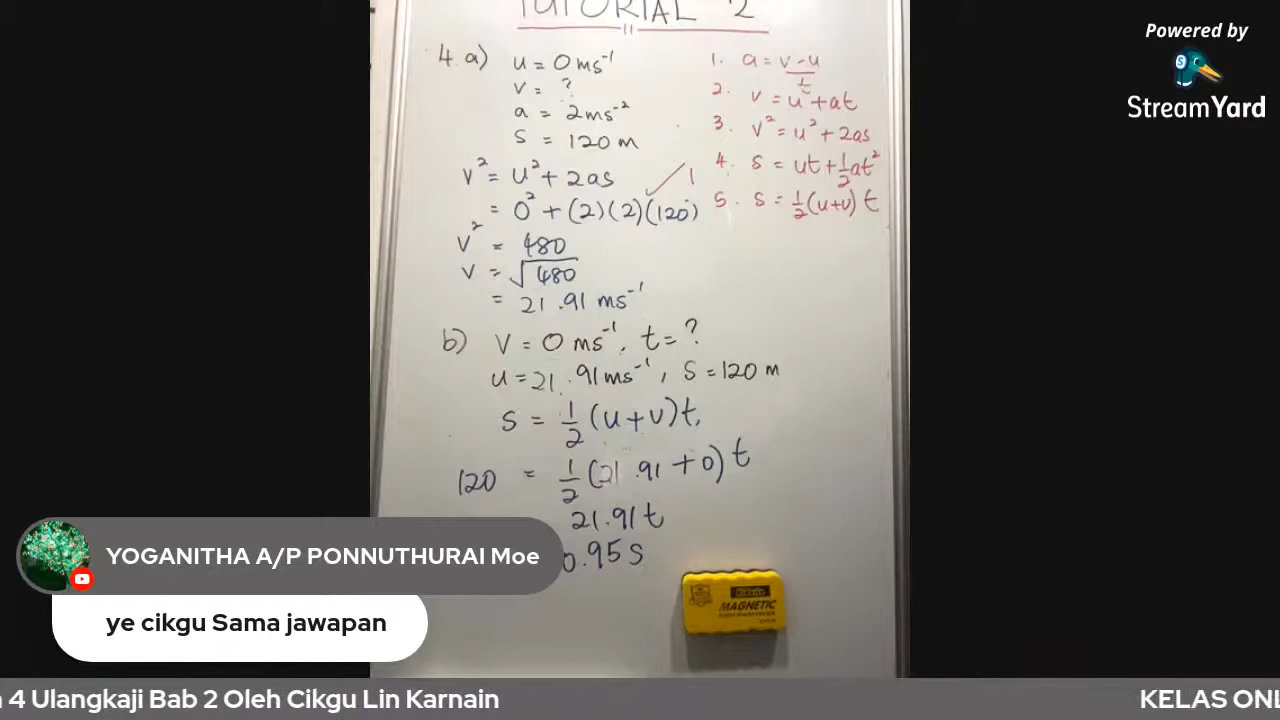 TUTORIAL 2
4. a) u = 0 ms⁻¹
v = ?
a = 2ms⁻²
s = 120 m
v² = u² + 2as
= 0² + (2)(2)(120) 1
v² = 480
v = √480
= 21.91 ms⁻¹
b) v = 0 ms⁻¹, t = ?
u = 21.91 ms⁻¹, s = 120 m
s = ½ (u+v) t,
120 = ½ (21.91 + 0) t
21.91 t
0.95 s
1. a = v-u / t
2. v = u + at
3. v² = u² + 2as
4. s = ut + ½at²
5. s = ½(u+v) t
MAGNETIC
Powered by
StreamYard
YOGANITHA A/P PONNUTHURAI Moe
ye cikgu Sama jawapan
4 Ulangkaji Bab 2 Oleh Cikgu Lin Karnain
KELAS